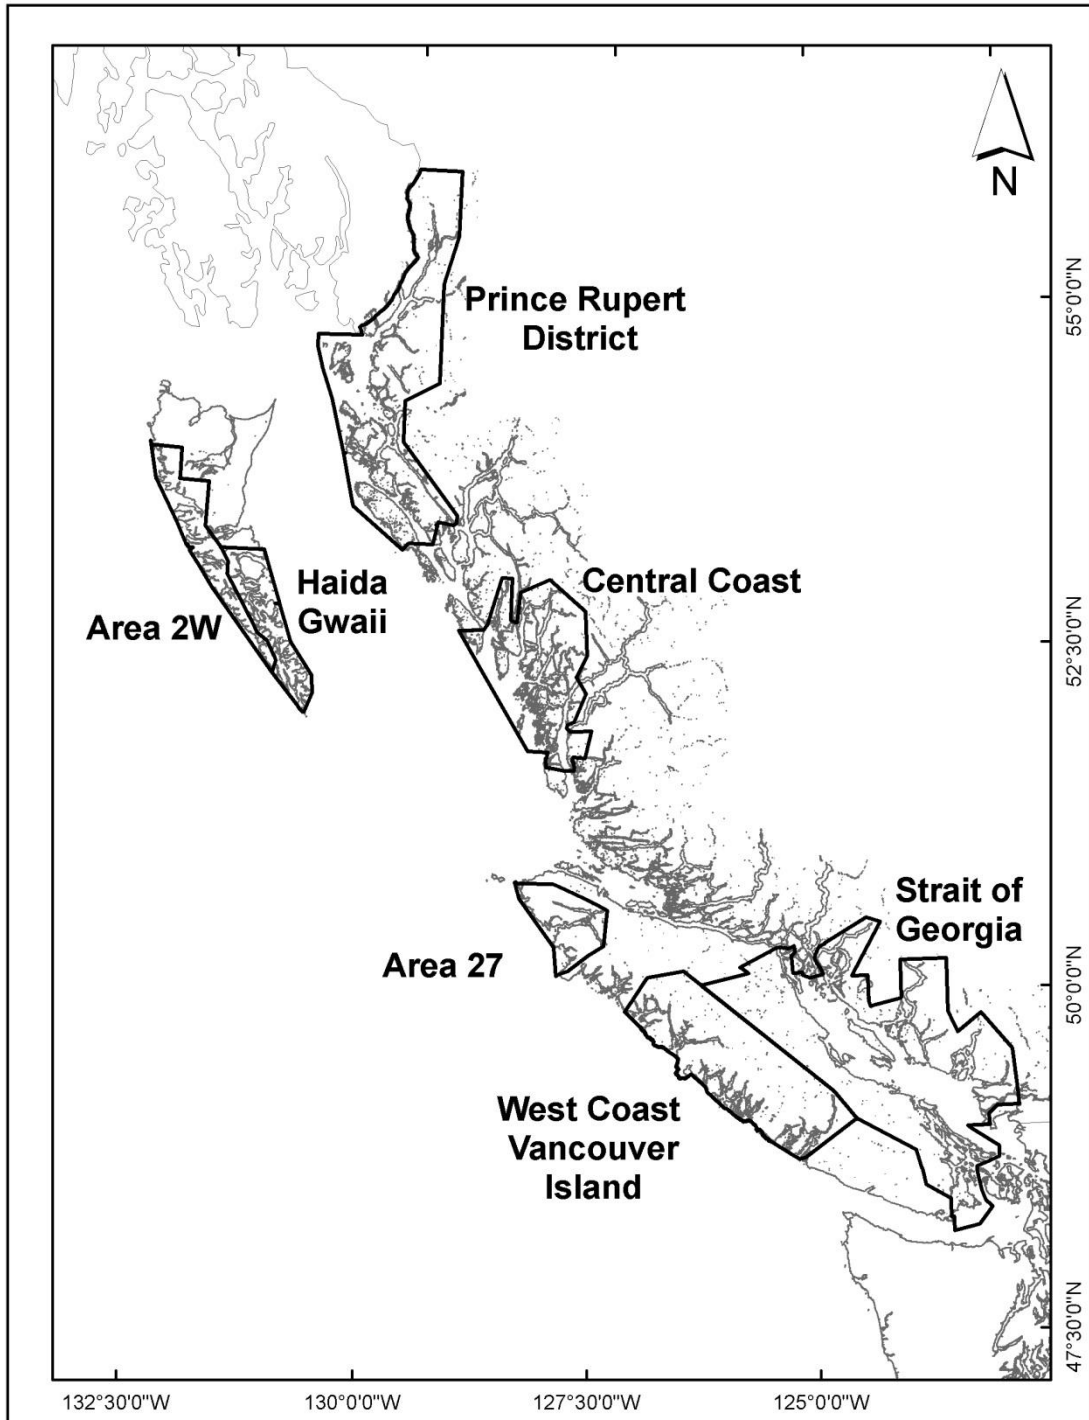 N
Prince Rupert
District
55°0'0"N
Haida
Gwaii
Central Coast
Area 2W
52°30'0"N
Strait of
Georgia
Area 27
50°0'0"N
West Coast
Vancouver
Island
47°30'0"N
132°30'0"W
130°0'0"W
127°30'0"W
125°0'0"W